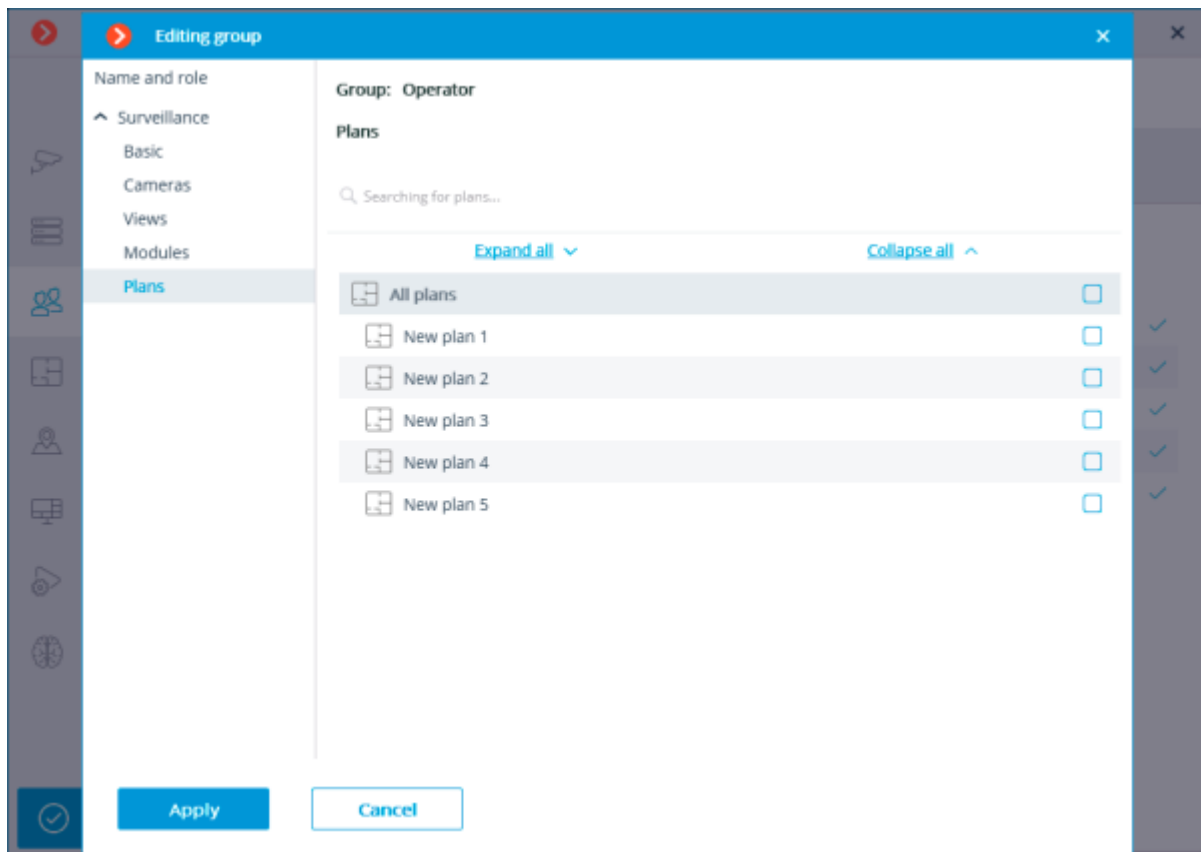 Editing group
Name and role
Surveillance
Basic
Cameras
Views
Modules
Plans
Group: Operator
Plans
Searching for plans...
Expand all
Collapse all
All plans
New plan 1
New plan 2
New plan 3
New plan 4
New plan 5
Apply
Cancel